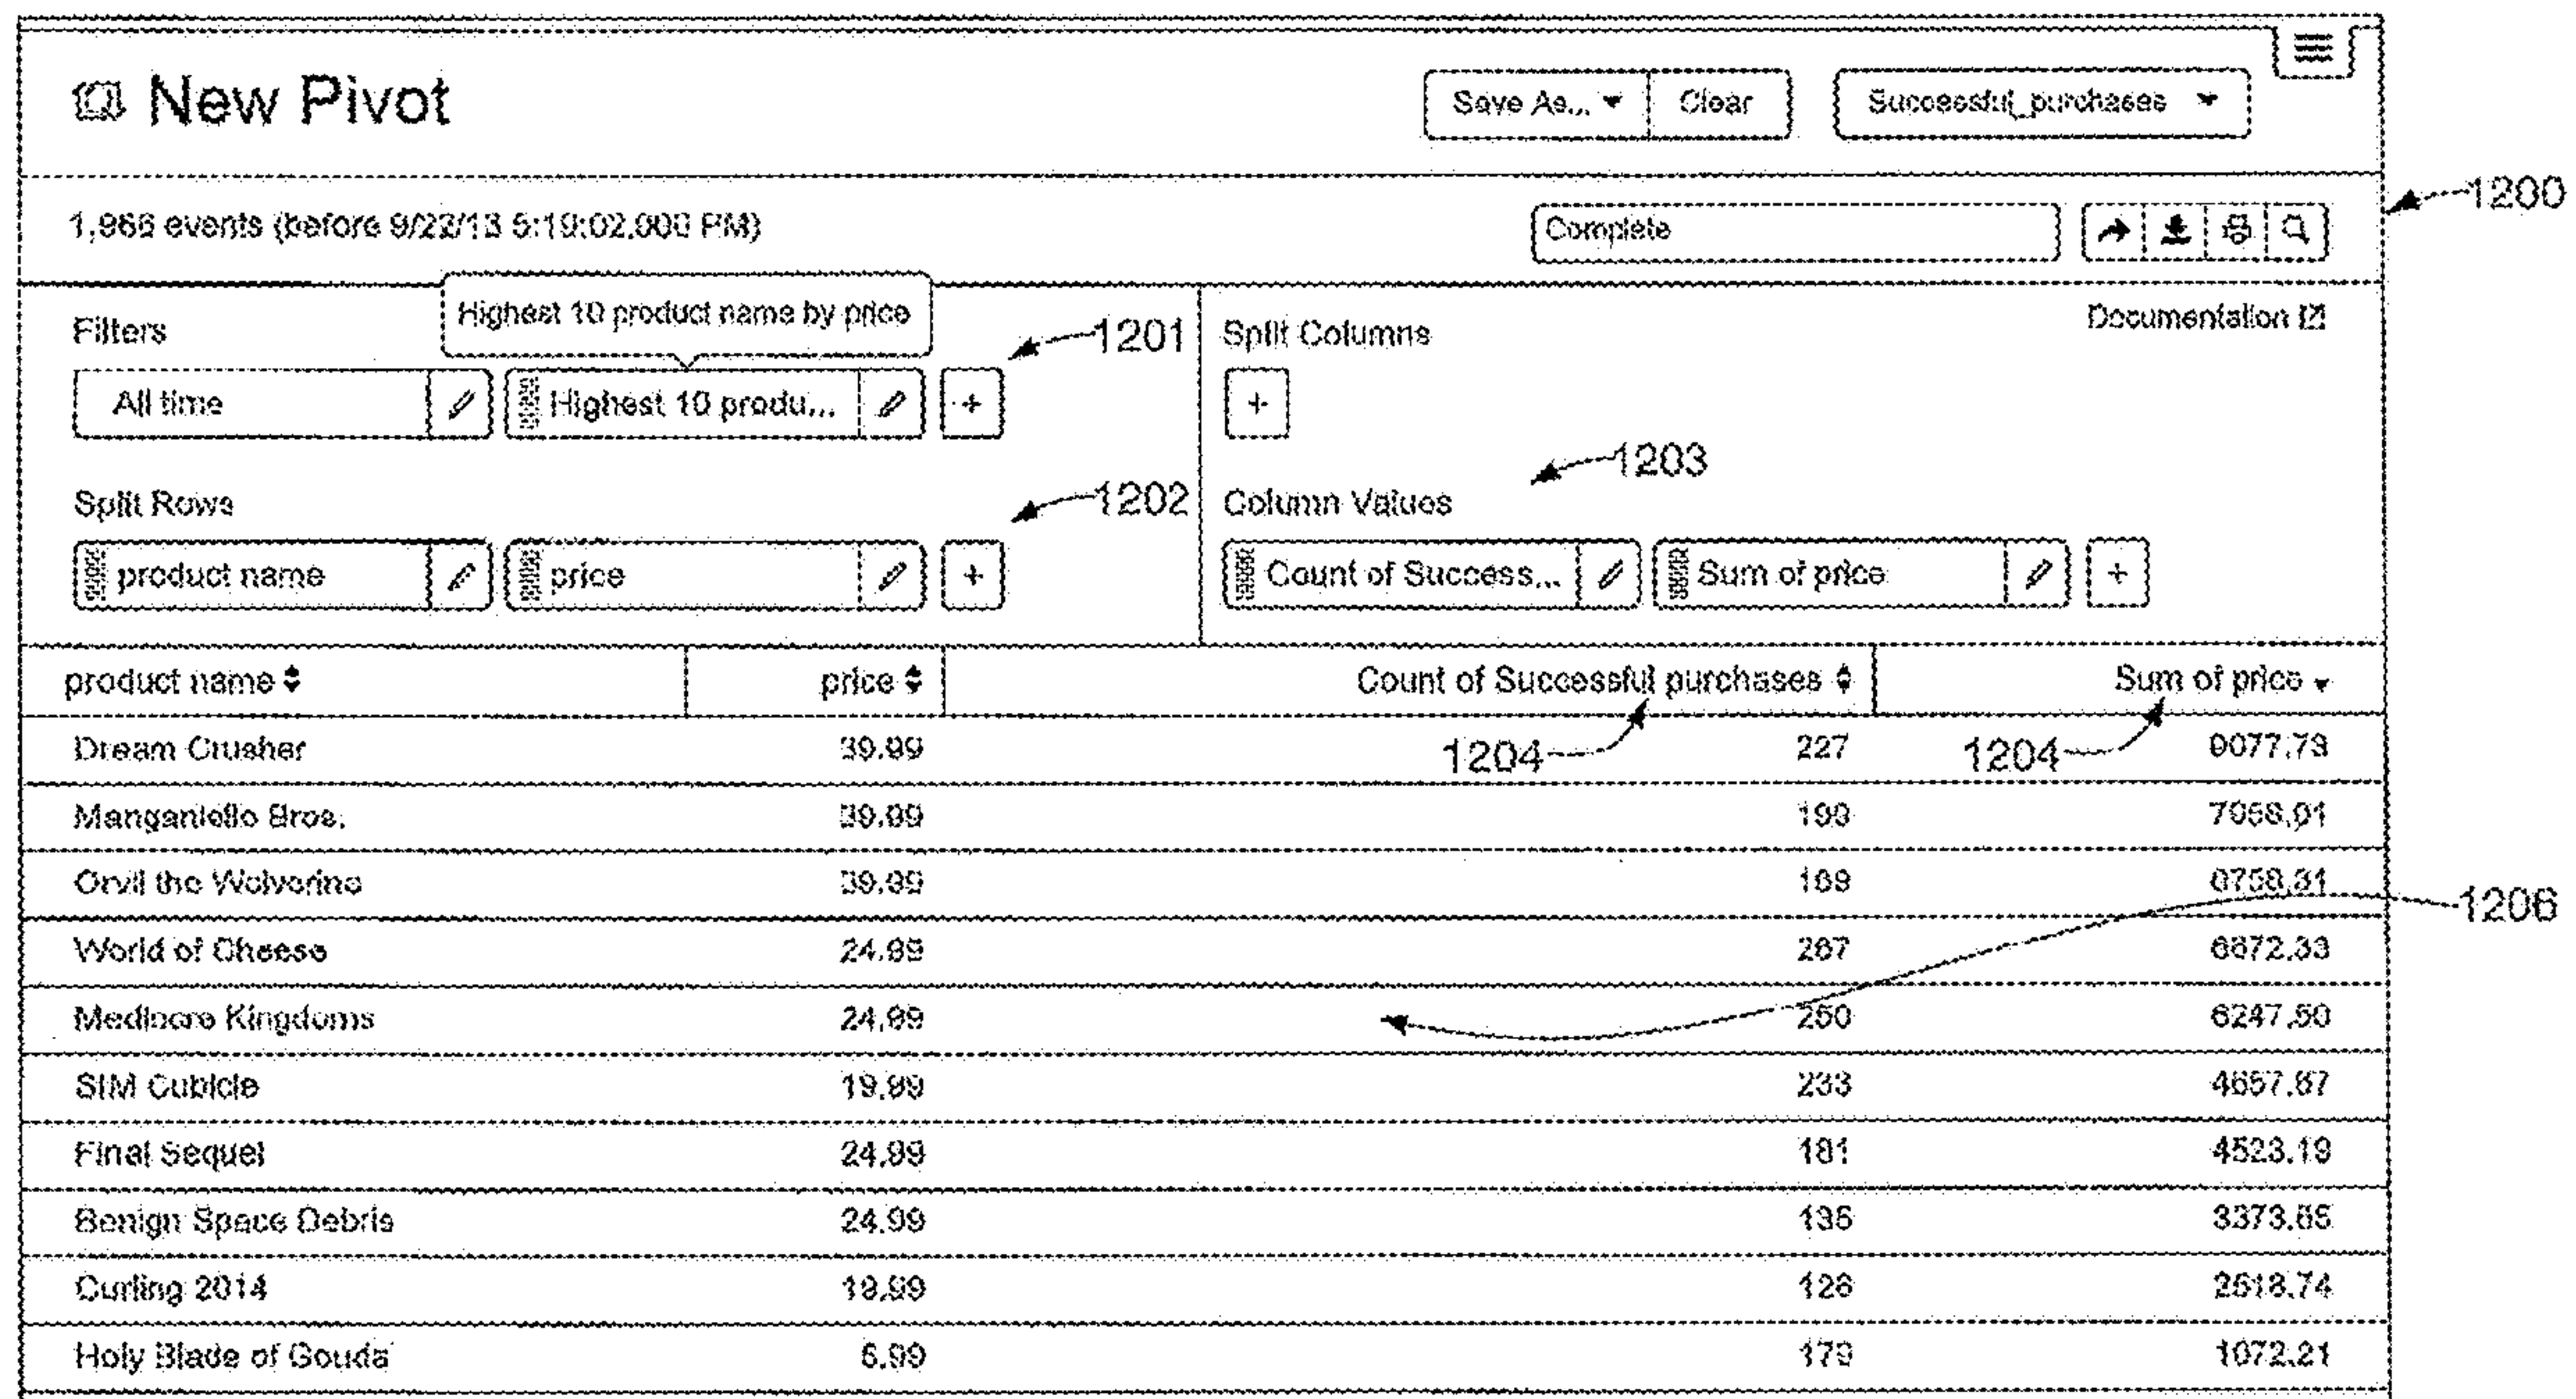 New Pivot
Save As... Clear Successful_purchases
1200
1,966 events (before 9/22/13 5:19:02.000 PM)
Complete
Highest 10 product name by price
Filters
1201
Split Columns
Documentation
All time
Highest 10 produ...
+
+
1203
Split Rows
1202
Column Values
product name
price
+
Count of Success...
Sum of price
+
product name price Count of Successful purchases Sum of price
Dream Crusher 39.99 1204 227 1204 9077.73
Manganiello Bros. 39.99 199 7958.01
Orvil the Wolverine 39.99 169 6758.31
1206
World of Cheese 24.99 267 6672.33
Mediocre Kingdoms 24.99 250 6247.50
SIM Cubicle 19.99 233 4657.67
Final Sequel 24.99 181 4523.19
Benign Space Debris 24.99 135 3373.65
Curling 2014 19.99 126 2518.74
Holy Blade of Gouda 5.99 179 1072.21